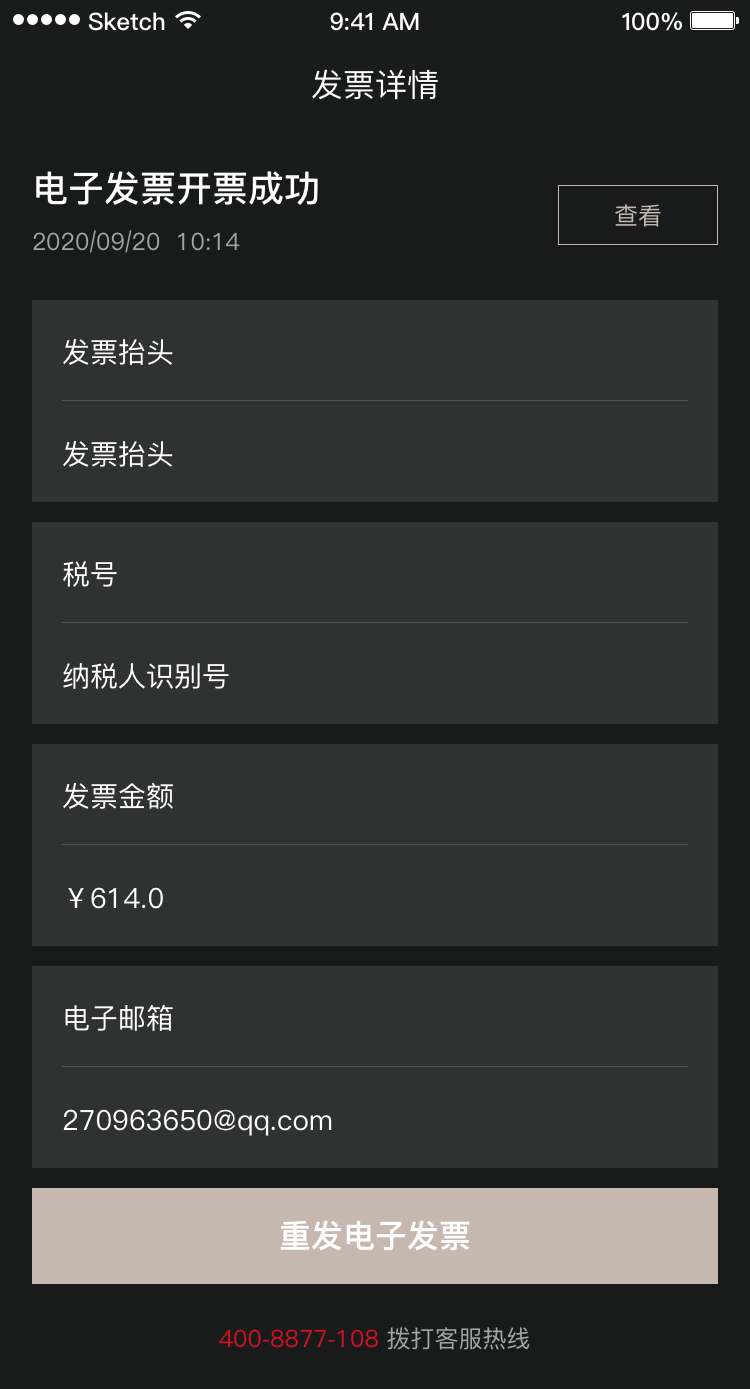 ●●●●● Sketch 9:41 AM 100%
发票详情
电子发票开票成功
2020/09/20 10:14
查看
发票抬头
发票抬头
税号
纳税人识别号
发票金额
￥614.0
电子邮箱
270963650@qq.com
重发电子发票
400-8877-108 拨打客服热线